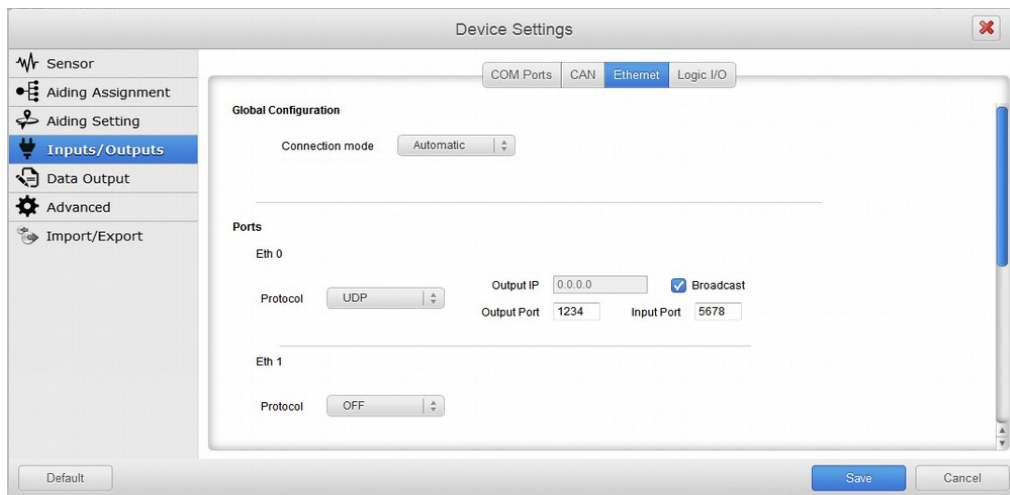 Device Settings
Sensor
Aiding Assignment
Aiding Setting
Inputs/Outputs
Data Output
Advanced
Import/Export
COM Ports CAN Ethernet Logic I/O
Global Configuration
Connection mode Automatic
Ports
Eth 0
Protocol UDP
Output IP 0.0.0.0 Broadcast
Output Port 1234 Input Port 5678
Eth 1
Protocol OFF
Default Save Cancel